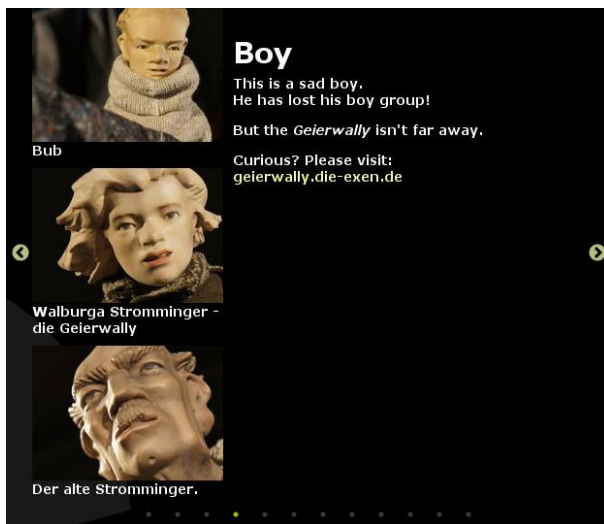 Bub
Walburga Stromminger -
die Geierwally
Der alte Stromminger.
Boy
This is a sad boy.
He has lost his boy group!
But the Geierwally isn't far away.
Curious? Please visit:
geierwally.die-exen.de